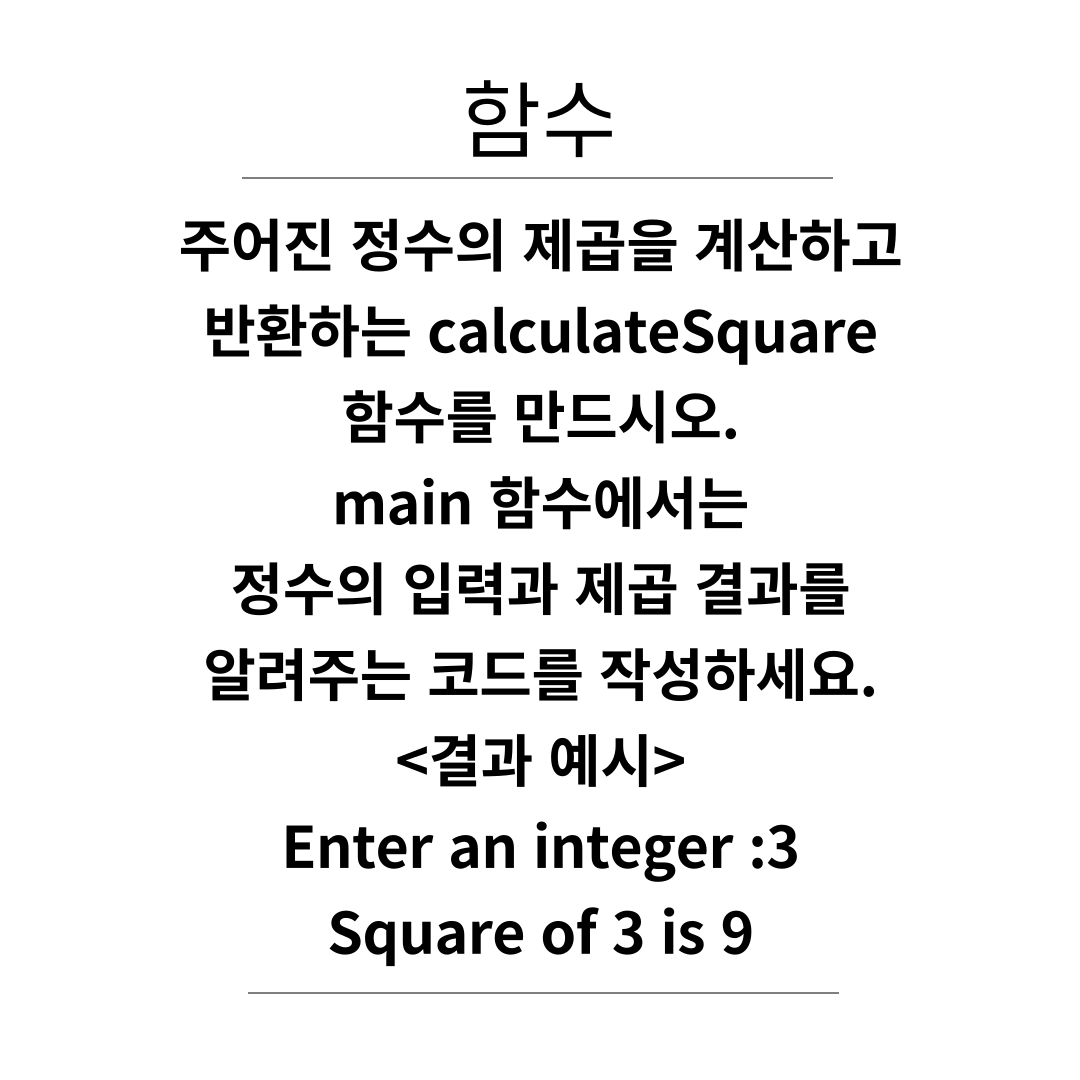 함수
주어진 정수의 제곱을 계산하고
반환하는 calculateSquare
함수를 만드시오.
main 함수에서는
정수의 입력과 제곱 결과를
알려주는 코드를 작성하세요.
<결과 예시>
Enter an integer :3
Square of 3 is 9